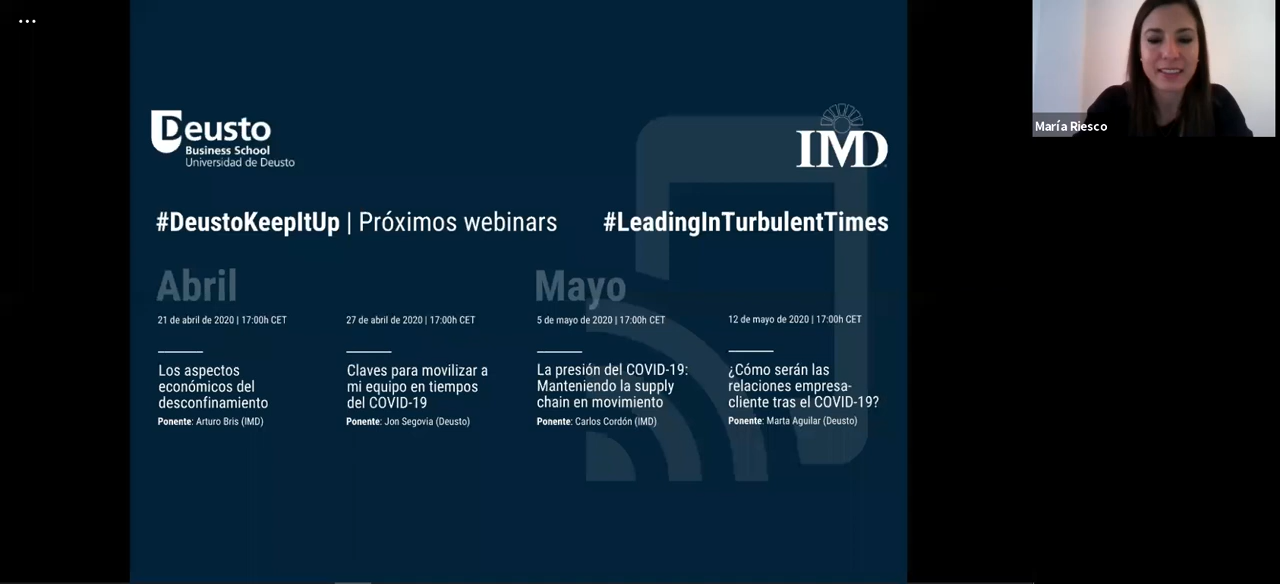 Deusto
Business School
Universidad de Deusto
IMD
María Riesco
#DeustoKeepItUp | Próximos webinars
#LeadingInTurbulentTimes
Abril
Mayo
21 de abril de 2020 | 17:00h CET
Los aspectos
económicos del
desconfinamiento
Ponente: Arturo Bris (IMD)
27 de abril de 2020 | 17:00h CET
Claves para movilizar a
mi equipo en tiempos
del COVID-19
Ponente: Jon Segovia (Deusto)
5 de mayo de 2020 | 17:00h CET
La presión del COVID-19:
Manteniendo la supply
chain en movimiento
Ponente: Carlos Cordón (IMD)
12 de mayo de 2020 | 17:00h CET
¿Cómo serán las
relaciones empresa-
cliente tras el COVID-19?
Ponente: Marta Aguilar (Deusto)